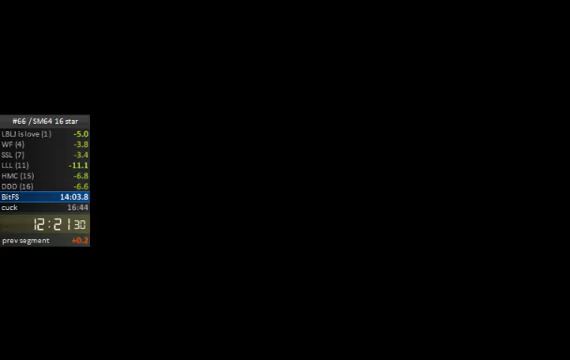 #66 / SM64 16 star
LBLJ is love (1) -5.0
WF (4) -3.8
SSL (7) -3.4
LLL (11) -11.1
HMC (15) -6.8
DDD (16) -6.6
BitFS 14:03.8
cuck 16:44
12:21 30
prev segment +0.2